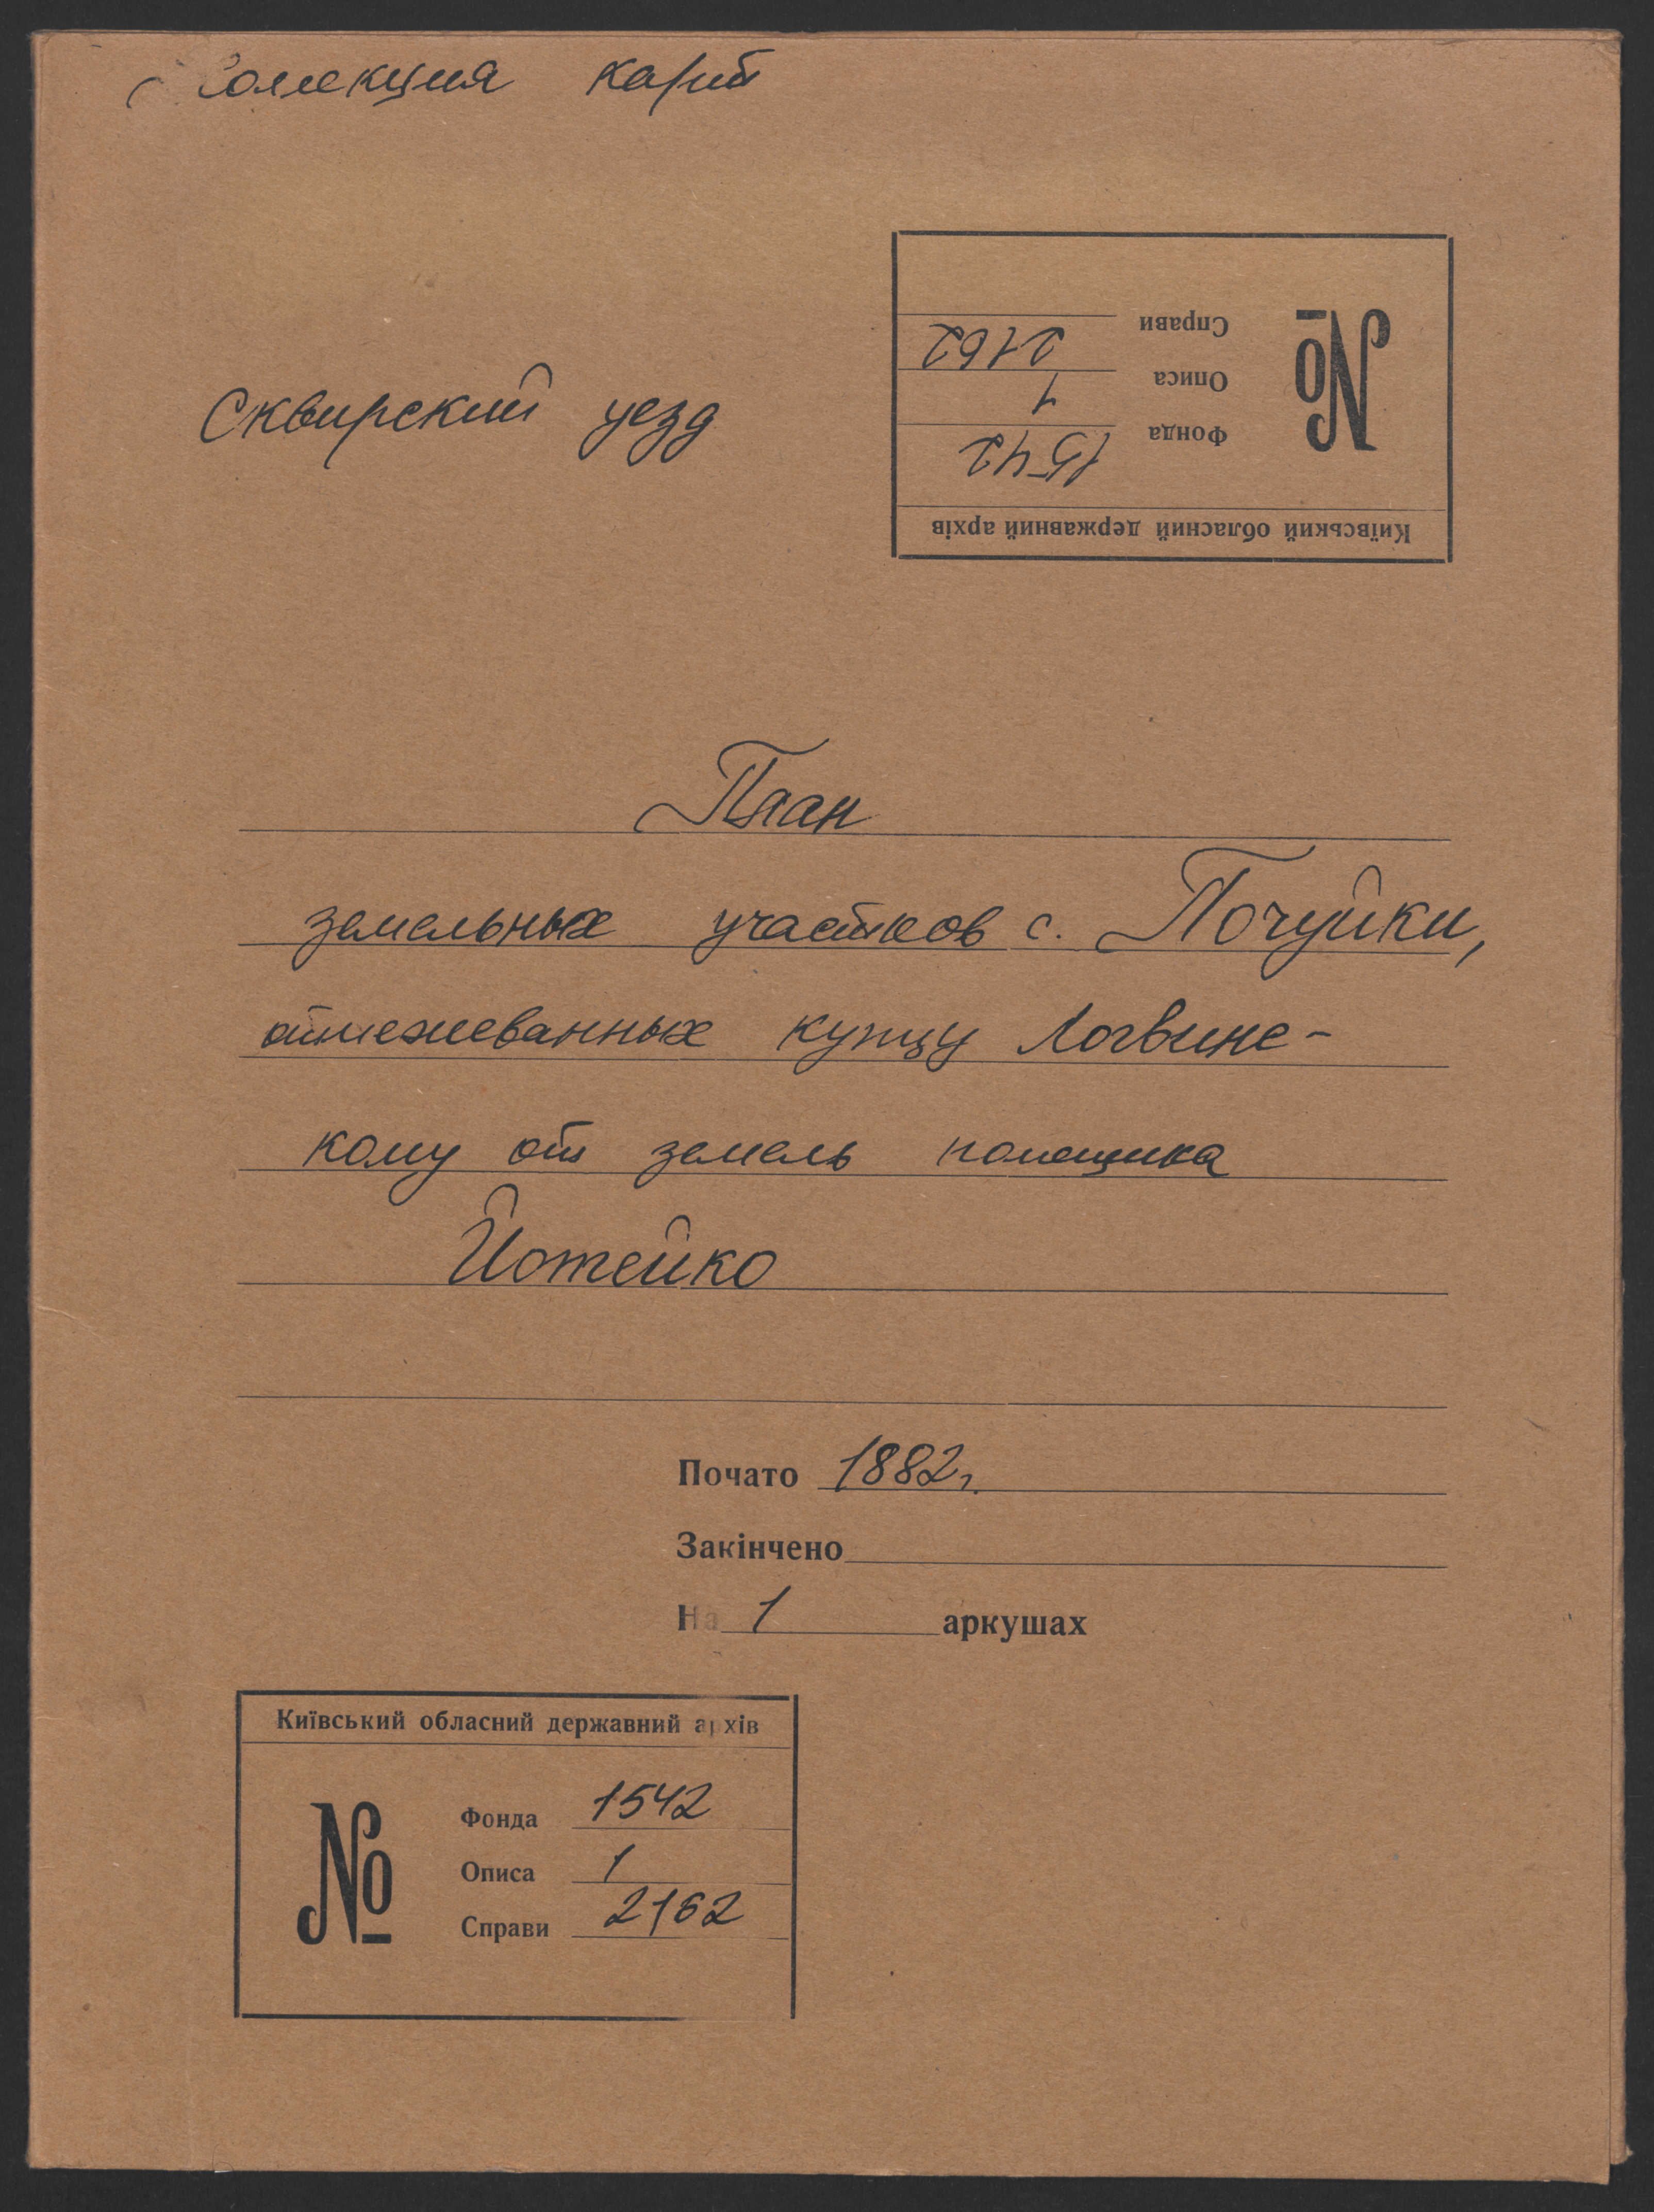 Коллекция карт
Справи 2162
Описа 1
Фонда 1542
№
Київський обласний державний архів
Сквирский уезд
План
земельных участков с. Почуйки,
отмежеванных купцу Логвинс-
кому от земель помещика
Йотейко
Почато 1882г.
Закінчено
На 1 аркушах
Київський обласний державний архів
№
Фонда 1542
Описа 1
Справи 2162